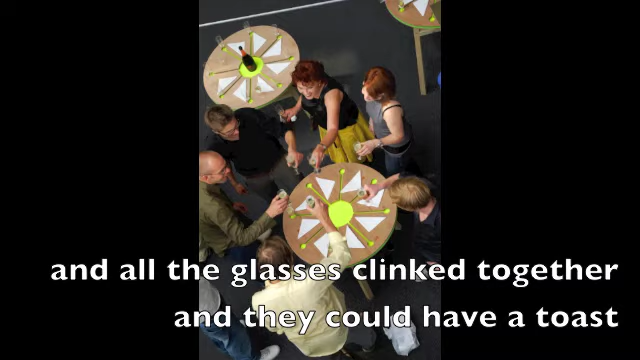 and all the glasses clinked together
and they could have a toast